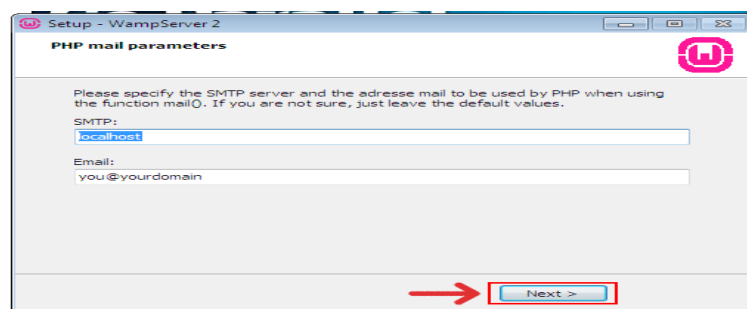 Setup - WampServer 2
PHP mail parameters
Please specify the SMTP server and the adresse mail to be used by PHP when using
the function mail(). If you are not sure, just leave the default values.
SMTP:
localhost
Email:
you@yourdomain
Next >